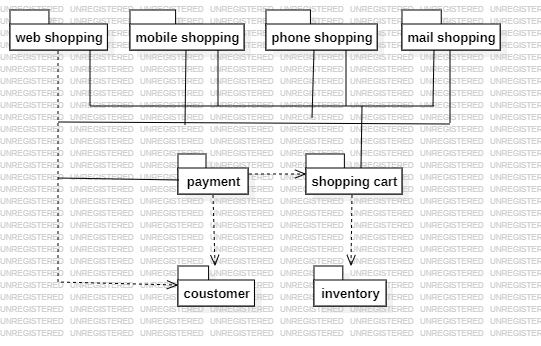 web shopping
mobile shopping
phone shopping
mail shopping
payment
shopping cart
coustomer
inventory